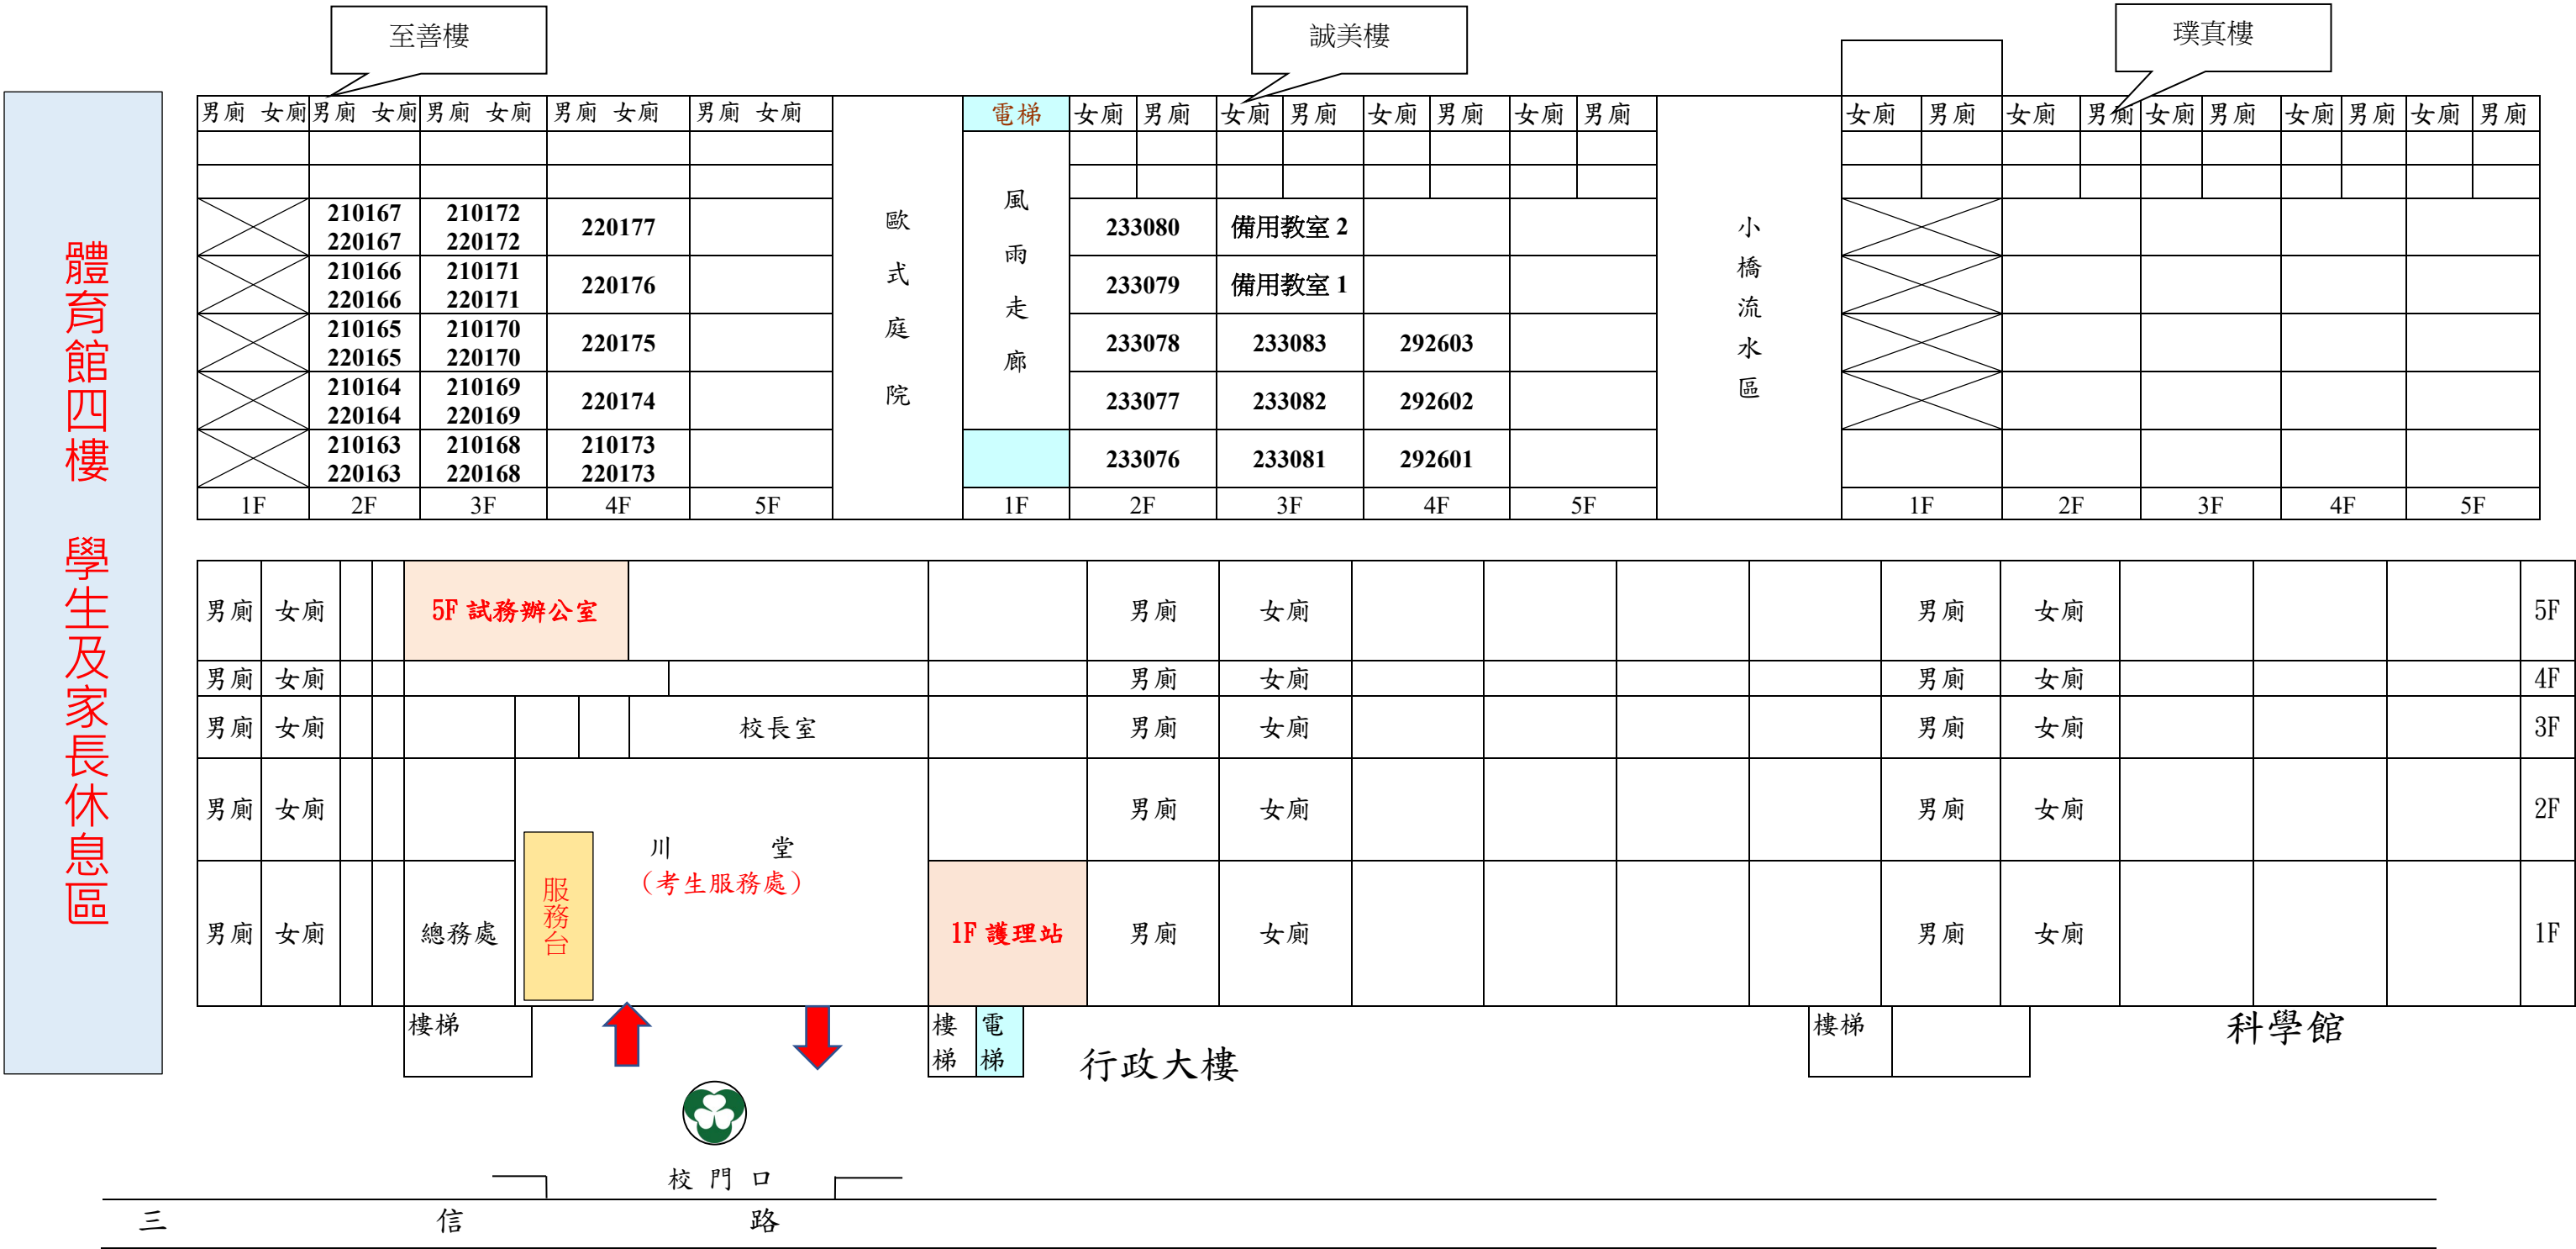 至善樓
誠美樓
璞真樓
體育館四樓 學生及家長休息區
男廁 女廁 男廁 女廁 男廁 女廁 男廁 女廁 男廁 女廁
210167 210172
220167 220172
220177
210166 210171
220166 220171
220176
210165 210170
220165 220170
220175
210164 210169
220164 220169
220174
210163 210168 210173
220163 220168 220173
1F 2F 3F 4F 5F
歐式庭院
電梯 女廁 男廁 女廁 男廁 女廁 男廁 女廁 男廁
風雨走廊
233080 備用教室 2
233079 備用教室 1
233078 233083 292603
233077 233082 292602
233076 233081 292601
1F 2F 3F 4F 5F
小橋流水區
女廁 男廁 女廁 男廁 女廁 男廁 女廁 男廁 女廁 男廁
1F 2F 3F 4F 5F
男廁 女廁 5F 試務辦公室 男廁 女廁 男廁 女廁 5F
男廁 女廁 男廁 女廁 男廁 女廁 4F
男廁 女廁 校長室 男廁 女廁 男廁 女廁 3F
男廁 女廁 男廁 女廁 男廁 女廁 2F
川 堂
(考生服務處)
服務台
男廁 女廁 總務處 1F 護理站 男廁 女廁 男廁 女廁 1F
樓梯
樓梯
電梯
樓梯
行政大樓
科學館
校 門 口
三 信 路